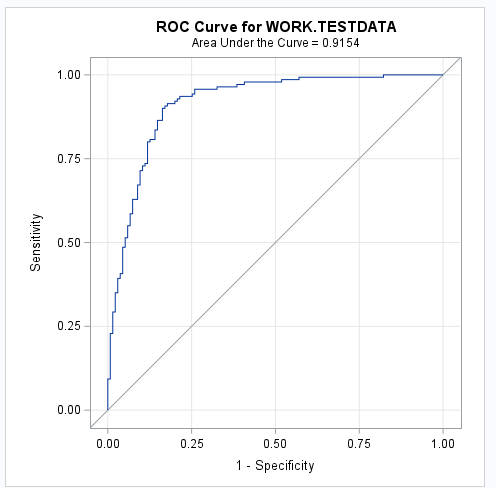 ROC Curve for WORK.TESTDATA
Area Under the Curve = 0.9154
1.00
0.75
0.50
0.25
0.00
Sensitivity
0.00 0.25 0.50 0.75 1.00
1 - Specificity